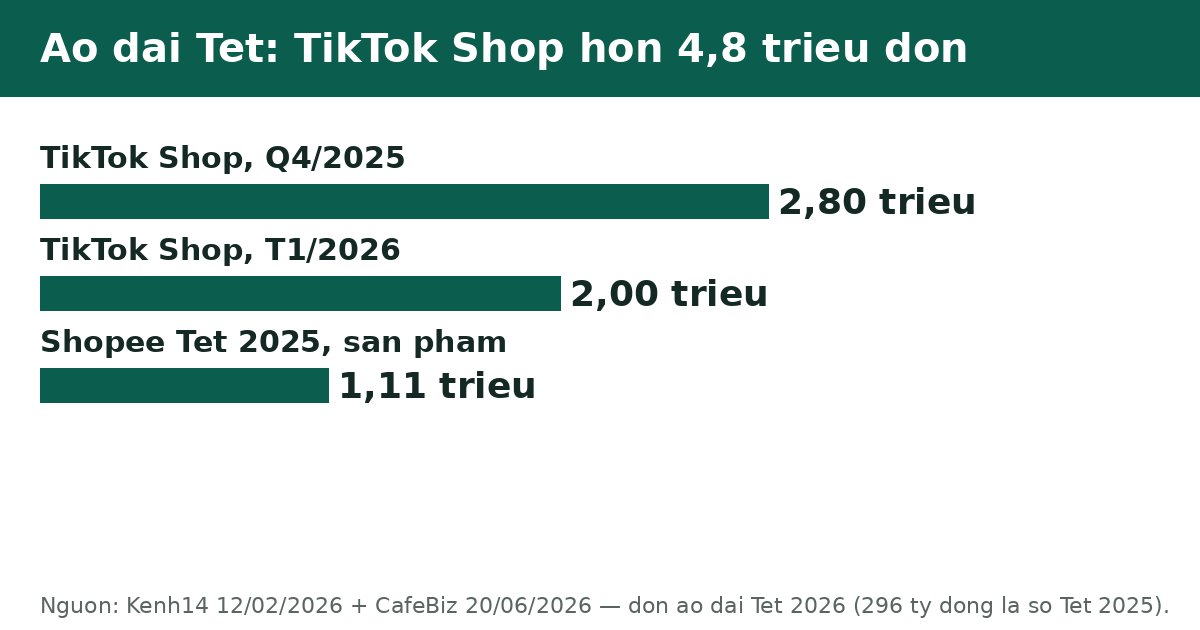 Ao dai Tet: TikTok Shop hon 4,8 trieu don
TikTok Shop, Q4/2025
2,80 trieu
TikTok Shop, T1/2026
2,00 trieu
Shopee Tet 2025, san pham
1,11 trieu
Nguon: Kenh14 12/02/2026 + CafeBiz 20/06/2026 — don ao dai Tet 2026 (296 ty dong la so Tet 2025).